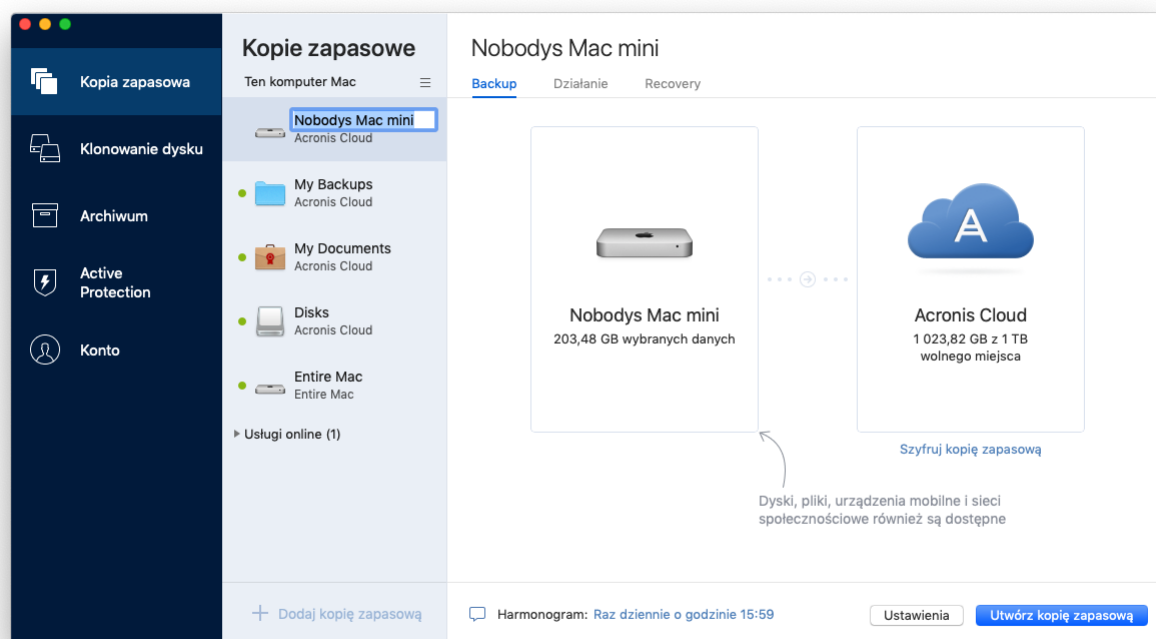 Kopia zapasowa
Klonowanie dysku
Archiwum
Active
Protection
Konto
Kopie zapasowe
Ten komputer Mac
Nobodys Mac mini
Acronis Cloud
My Backups
Acronis Cloud
My Documents
Acronis Cloud
Disks
Acronis Cloud
Entire Mac
Entire Mac
Usługi online (1)
Dodaj kopię zapasową
Nobodys Mac mini
Backup Działanie Recovery
Nobodys Mac mini
203,48 GB wybranych danych
A
Acronis Cloud
1 023,82 GB z 1 TB
wolnego miejsca
Szyfruj kopię zapasową
Dyski, pliki, urządzenia mobilne i sieci
społecznościowe również są dostępne
Harmonogram: Raz dziennie o godzinie 15:59
Ustawienia
Utwórz kopię zapasową